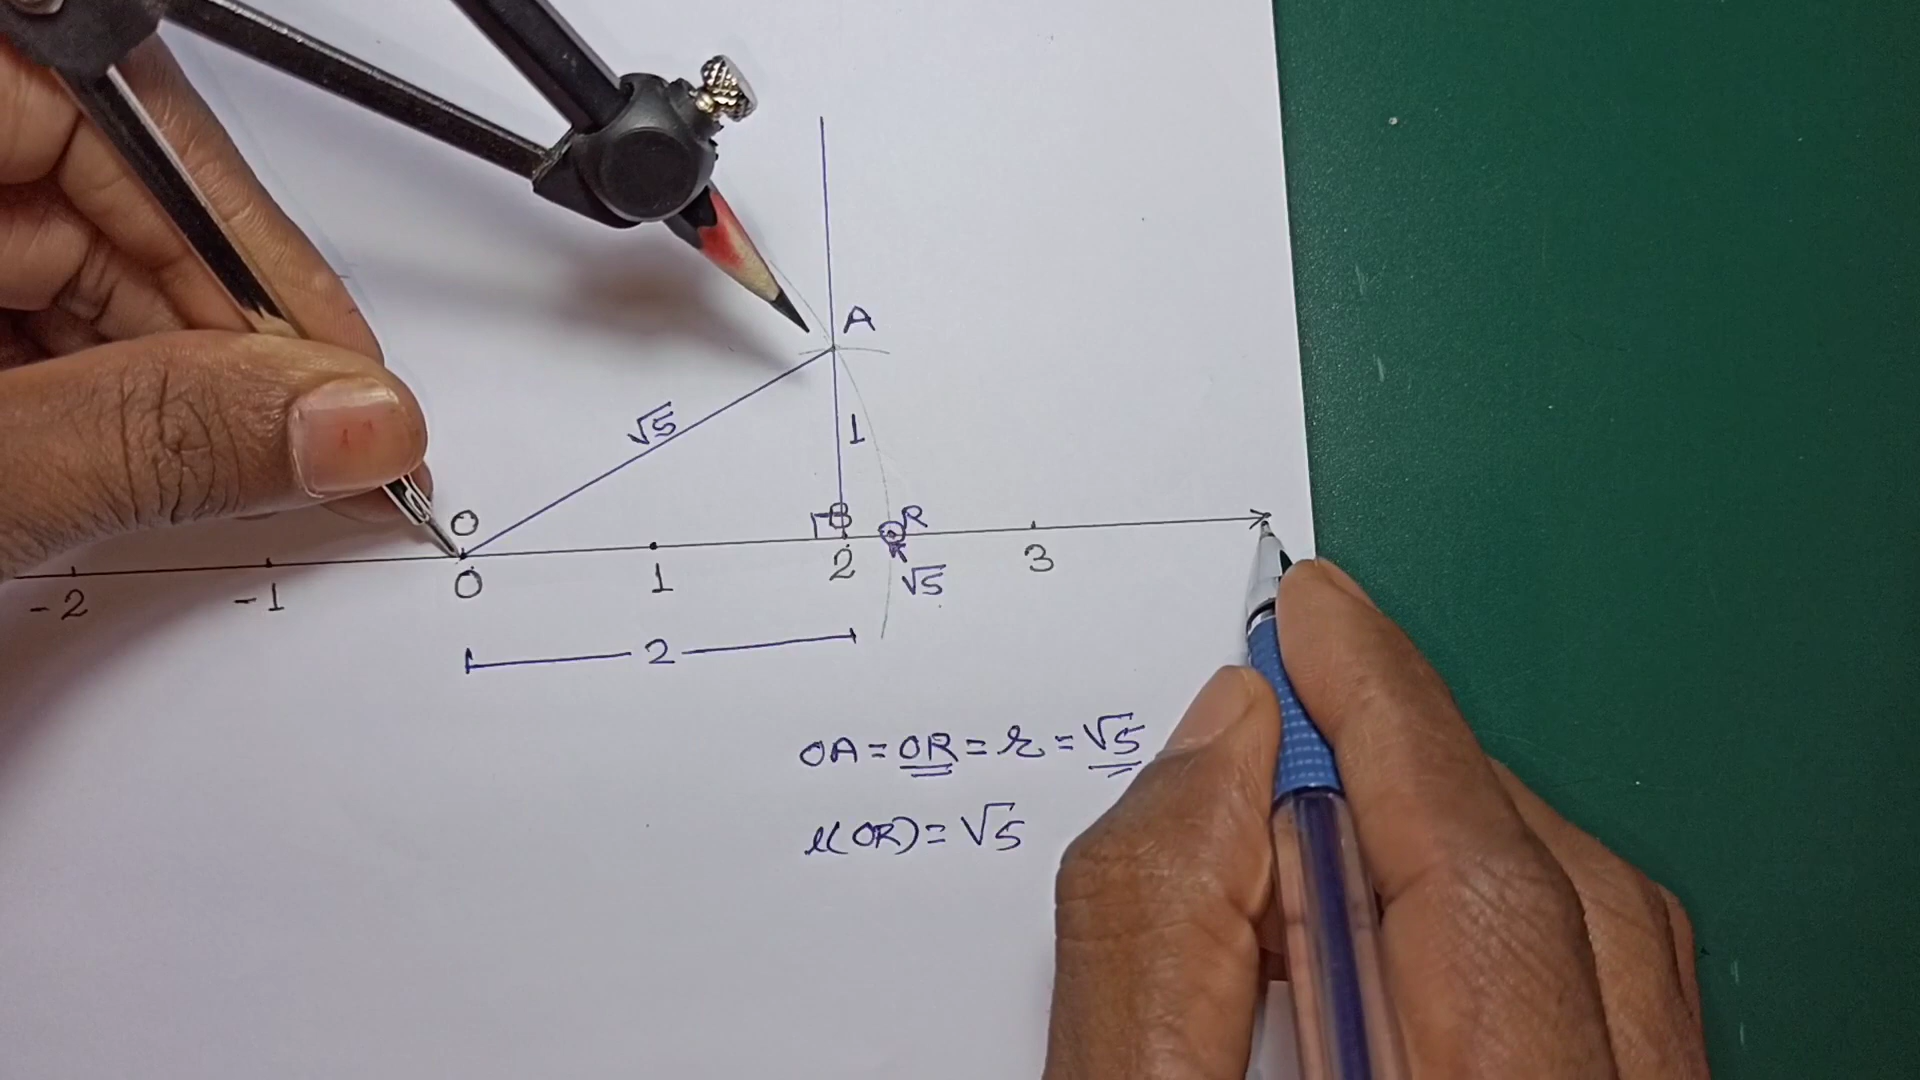 A
√5
1
O
B
R
-2
-1
0
1
2
√5
3
2
OA = OR = r = √5
l(OR) = √5